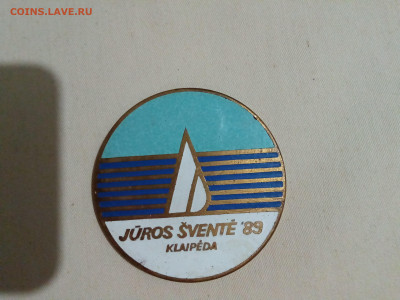 COINS.LAVE.RU
JŪROS ŠVENTĖ '89
KLAIPĖDA